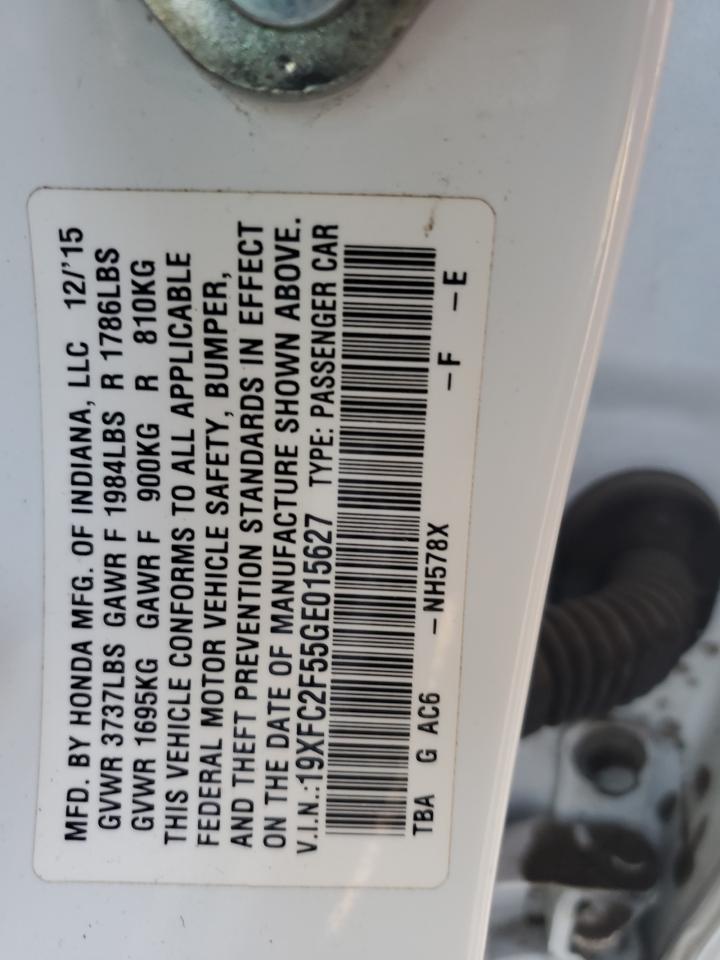 MFD. BY HONDA MFG. OF INDIANA, LLC 12/'15
GVWR 3737LBS GAWR F 1984LBS R 1786LBS
GVWR 1695KG GAWR F 900KG R 810KG
THIS VEHICLE CONFORMS TO ALL APPLICABLE
FEDERAL MOTOR VEHICLE SAFETY, BUMPER,
AND THEFT PREVENTION STANDARDS IN EFFECT
ON THE DATE OF MANUFACTURE SHOWN ABOVE.
V.I.N.:19XFC2F55GE015627 TYPE: PASSENGER CAR
TBA G AC6 –NH578X –F –E